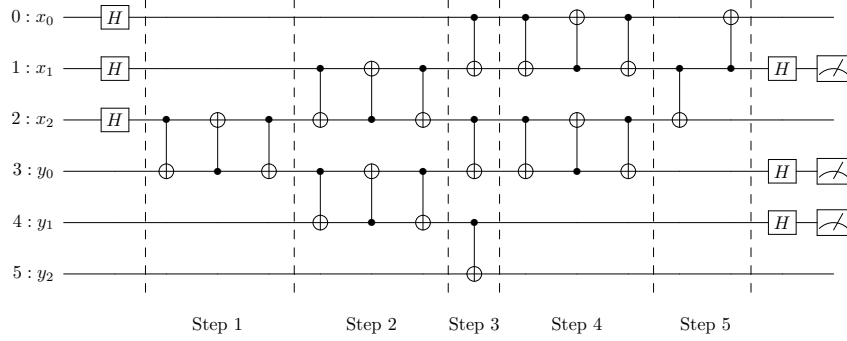 0 : x₀ H
1 : x₁ H H
2 : x₂ H
3 : y₀ H
4 : y₁ H
5 : y₂
Step 1 Step 2 Step 3 Step 4 Step 5